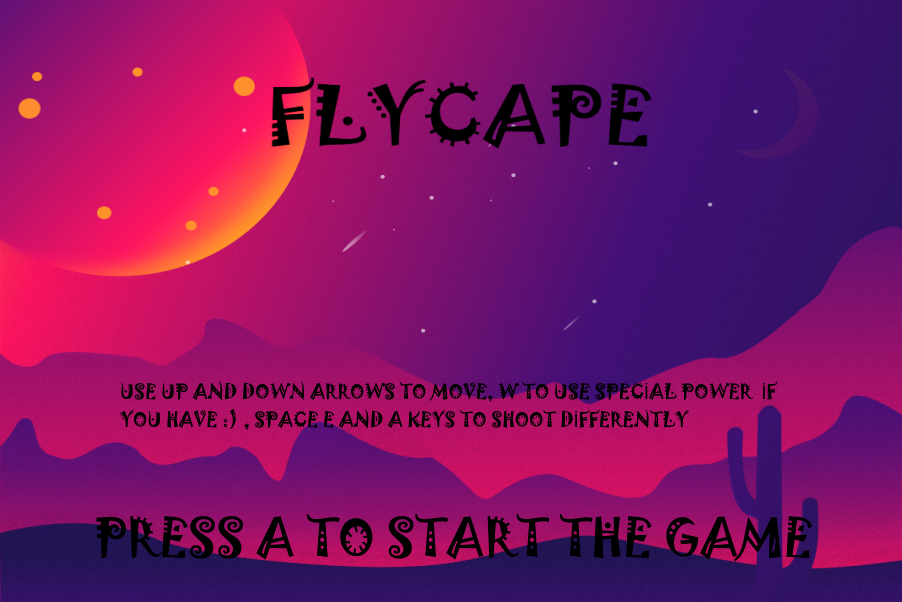 FLYCAPE
USE UP AND DOWN ARROWS TO MOVE, W TO USE SPECIAL POWER IF
YOU HAVE :) , SPACE E AND A KEYS TO SHOOT DIFFERENTLY
PRESS A TO START THE GAME